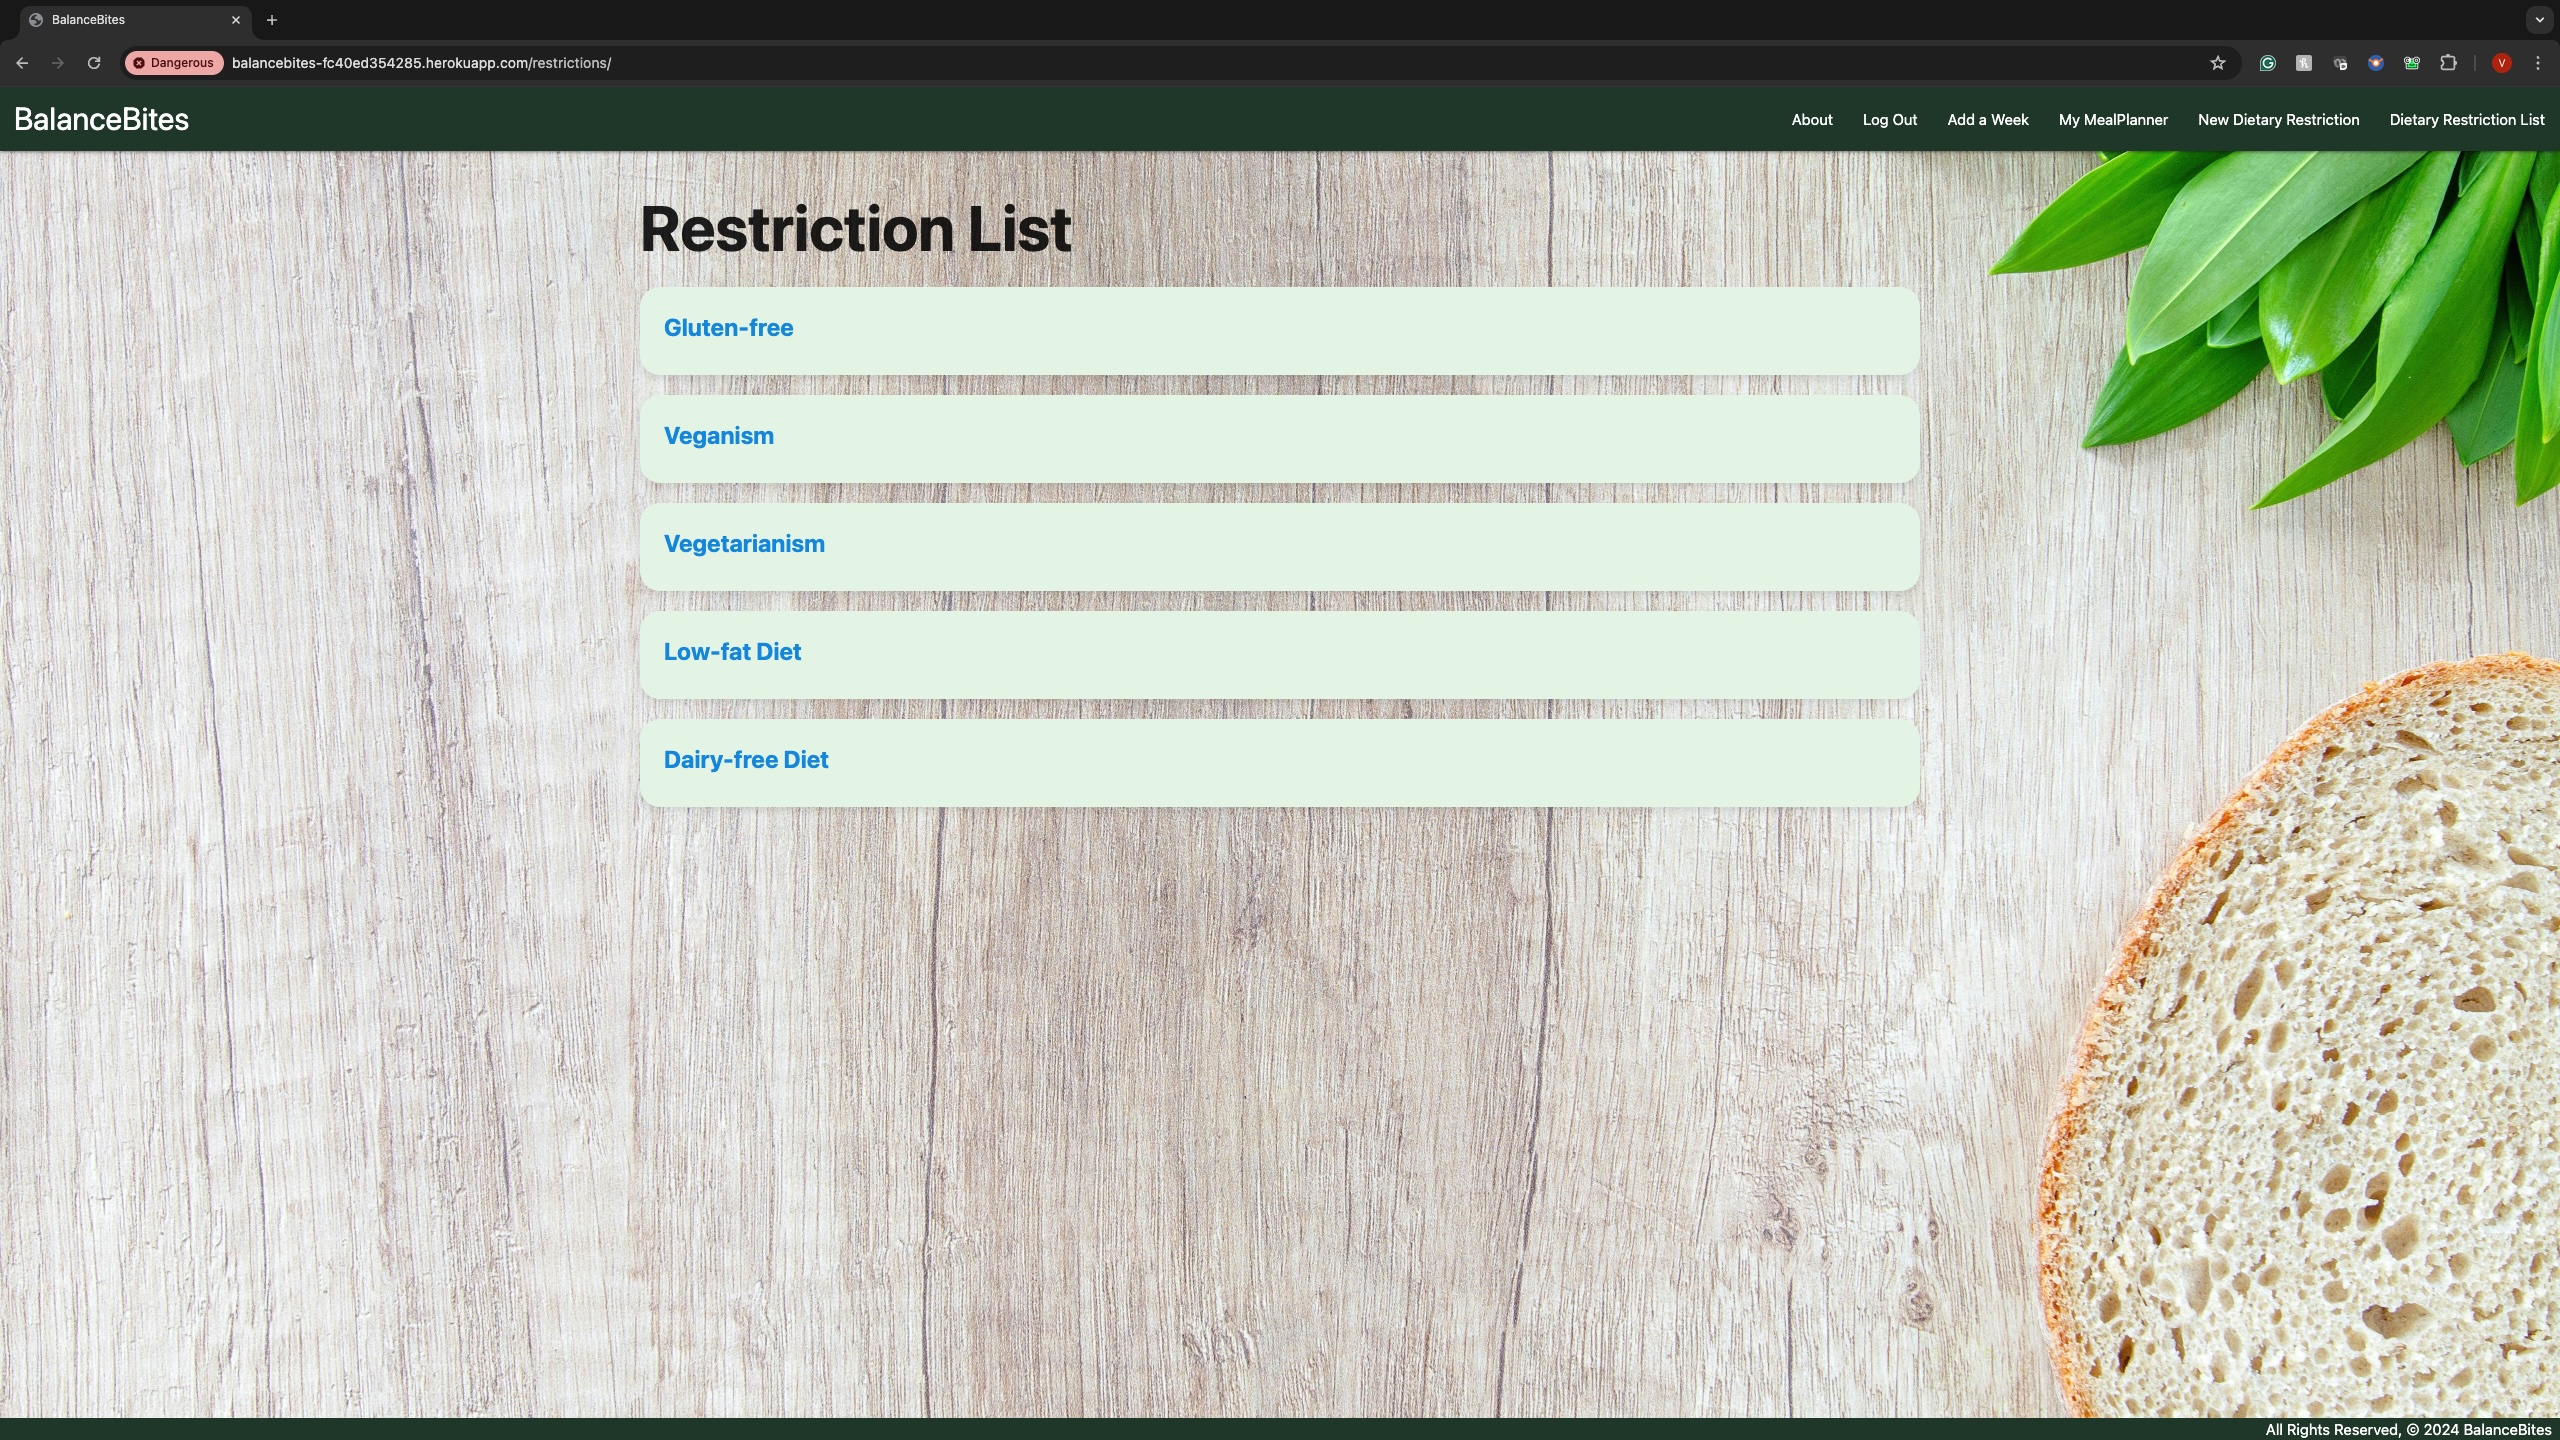 BalanceBites
Dangerous
balancebites-fc40ed354285.herokuapp.com/restrictions/
V
BalanceBites
About
Log Out
Add a Week
My MealPlanner
New Dietary Restriction
Dietary Restriction List
Restriction List
Gluten-free
Veganism
Vegetarianism
Low-fat Diet
Dairy-free Diet
All Rights Reserved, © 2024 BalanceBites